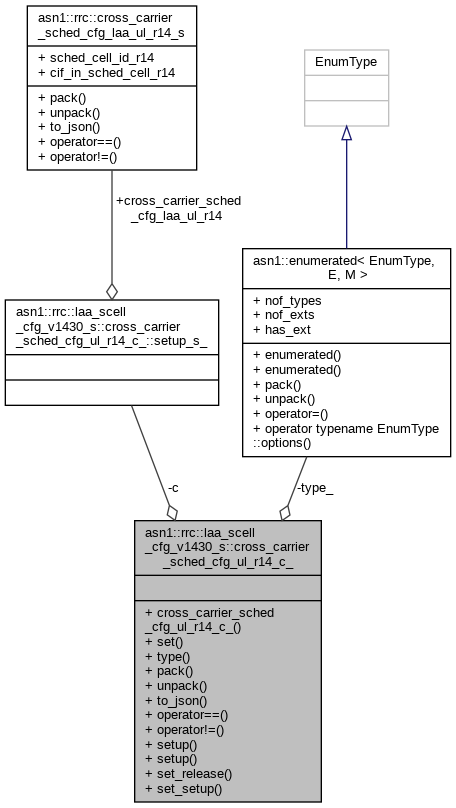 asn1::rrc::cross_carrier
_sched_cfg_laa_ul_r14_s
+ sched_cell_id_r14
+ cif_in_sched_cell_r14
+ pack()
+ unpack()
+ to_json()
+ operator==()
+ operator!=()
EnumType
+cross_carrier_sched
_cfg_laa_ul_r14
asn1::enumerated< EnumType,
E, M >
+ nof_types
+ nof_exts
+ has_ext
+ enumerated()
+ enumerated()
+ pack()
+ unpack()
+ operator=()
+ operator typename EnumType
::options()
asn1::rrc::laa_scell
_cfg_v1430_s::cross_carrier
_sched_cfg_ul_r14_c_::setup_s_
-c
-type_
asn1::rrc::laa_scell
_cfg_v1430_s::cross_carrier
_sched_cfg_ul_r14_c_
+ cross_carrier_sched
_cfg_ul_r14_c_()
+ set()
+ type()
+ pack()
+ unpack()
+ to_json()
+ operator==()
+ operator!=()
+ setup()
+ setup()
+ set_release()
+ set_setup()